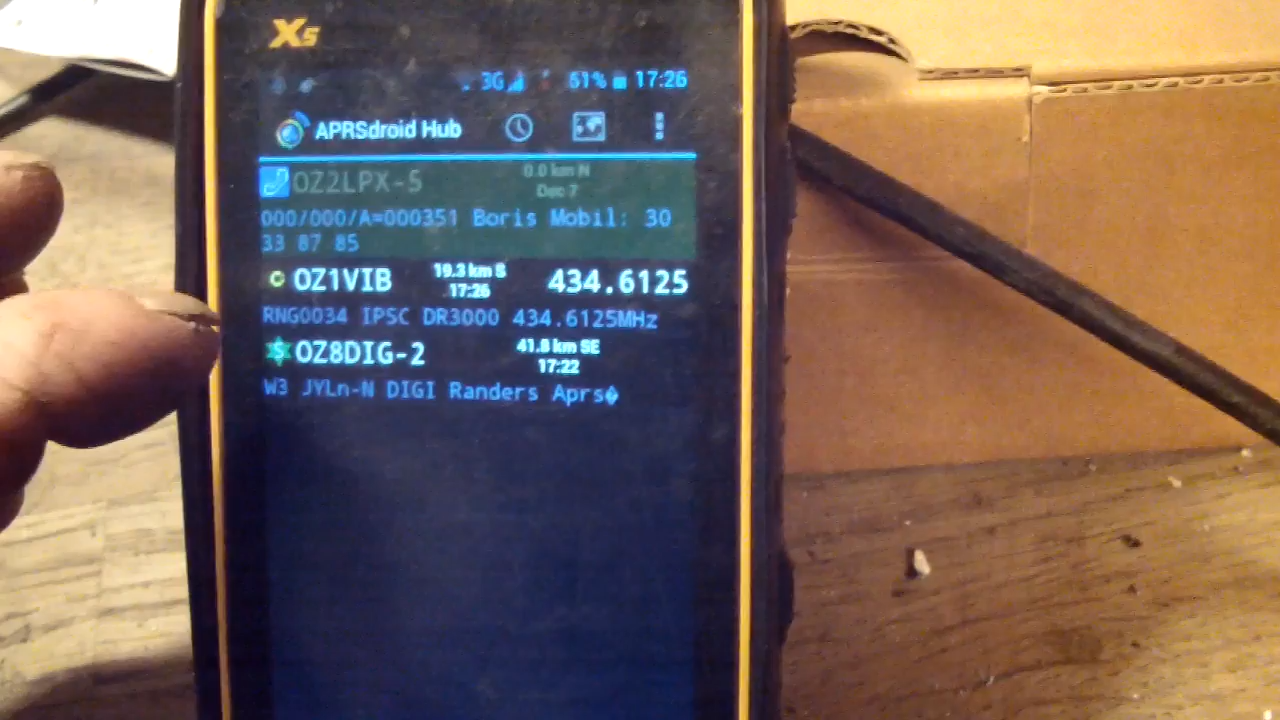 X5
3G 61% 17:26
APRSdroid Hub
OZ2LPX-5 0.0 km N
Dec 7
000/000/A=000351 Boris Mobil: 30
33 87 85
OZ1VIB 19.3 km S 434.6125
17:26
RNG0034 IPSC DR3000 434.6125MHz
S OZ8DIG-2 41.8 km SE
17:22
W3 JYLn-N DIGI Randers Aprs�